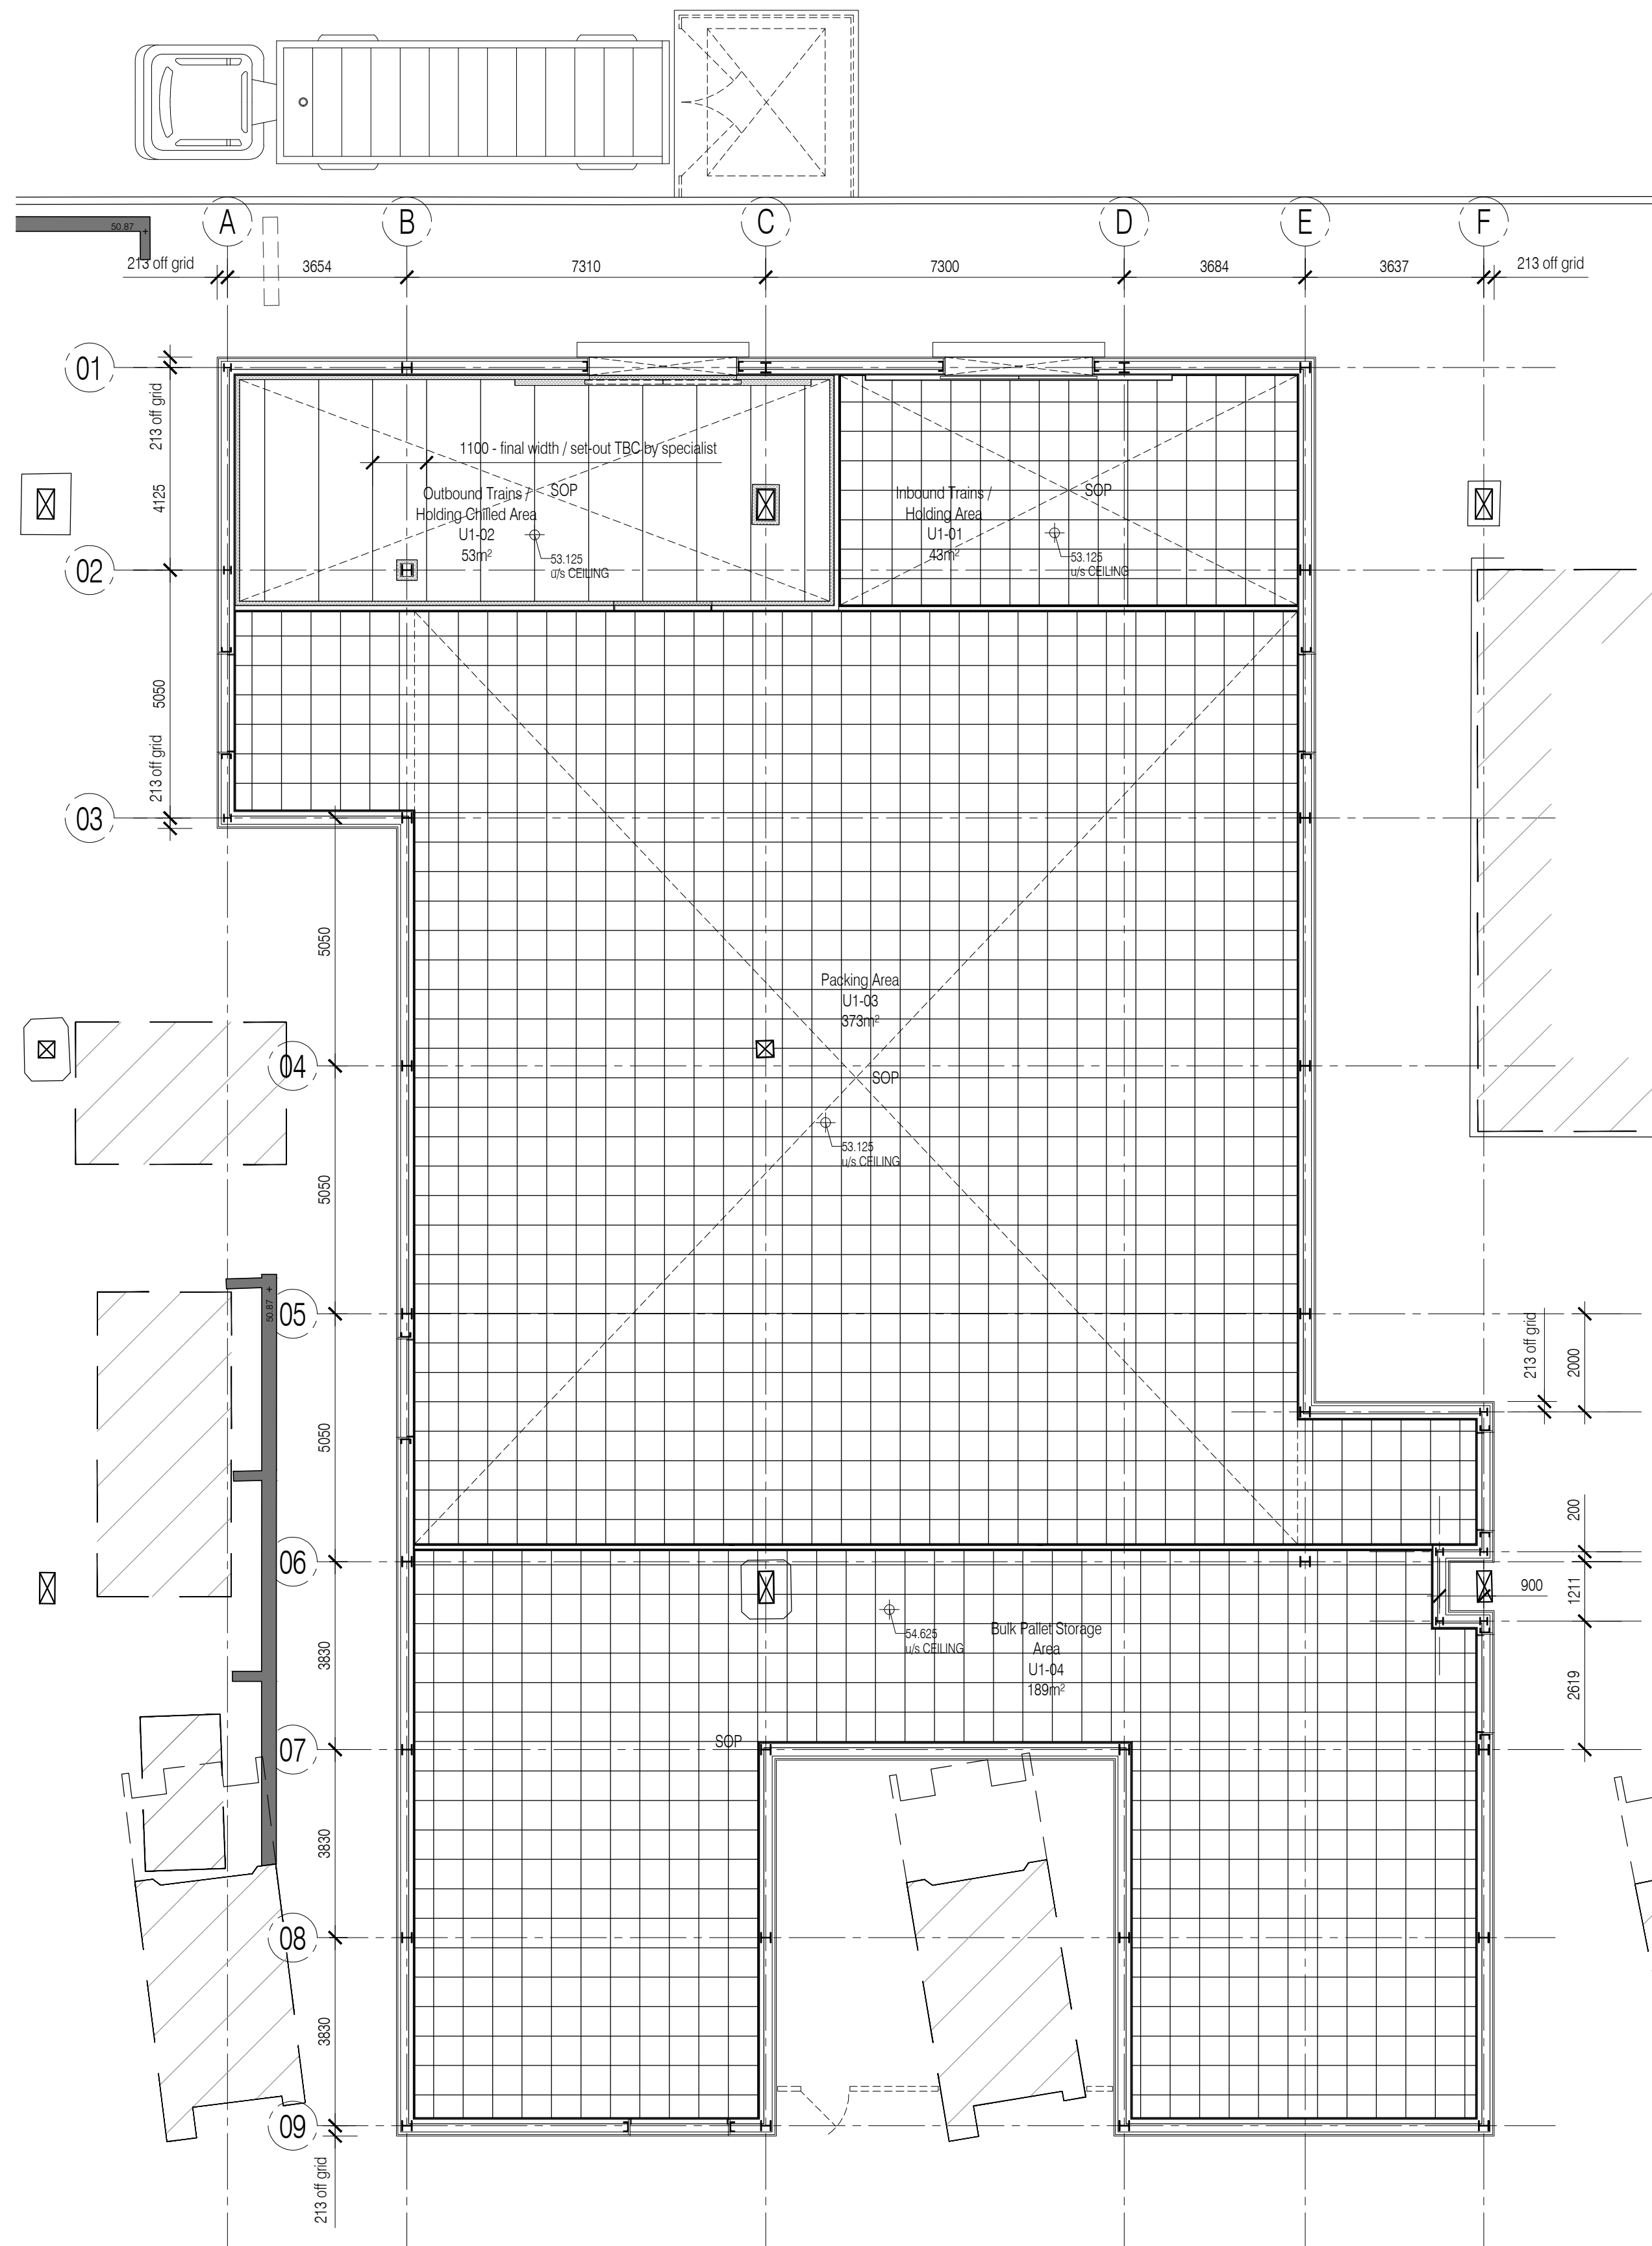 A
B
C
D
E
F
50.87
213 off grid
3654
7310
7300
3684
3637
213 off grid
01
213 off grid
4125
1100 - final width / set-out TBC by specialist
Outbound Trains /
Holding Chilled Area
U1-02
53m²
SOP
53.125
u/s CEILING
Inbound Trains /
Holding Area
U1-01
43m²
SOP
53.125
u/s CEILING
02
5050
213 off grid
03
5050
Packing Area
U1-03
373m²
04
SOP
53.125
u/s CEILING
5050
50.87
05
213 off grid
2000
5050
200
06
900
1211
54.625
u/s CEILING
Bulk Pallet Storage
Area
U1-04
189m²
3830
2619
SOP
07
3830
08
3830
09
213 off grid